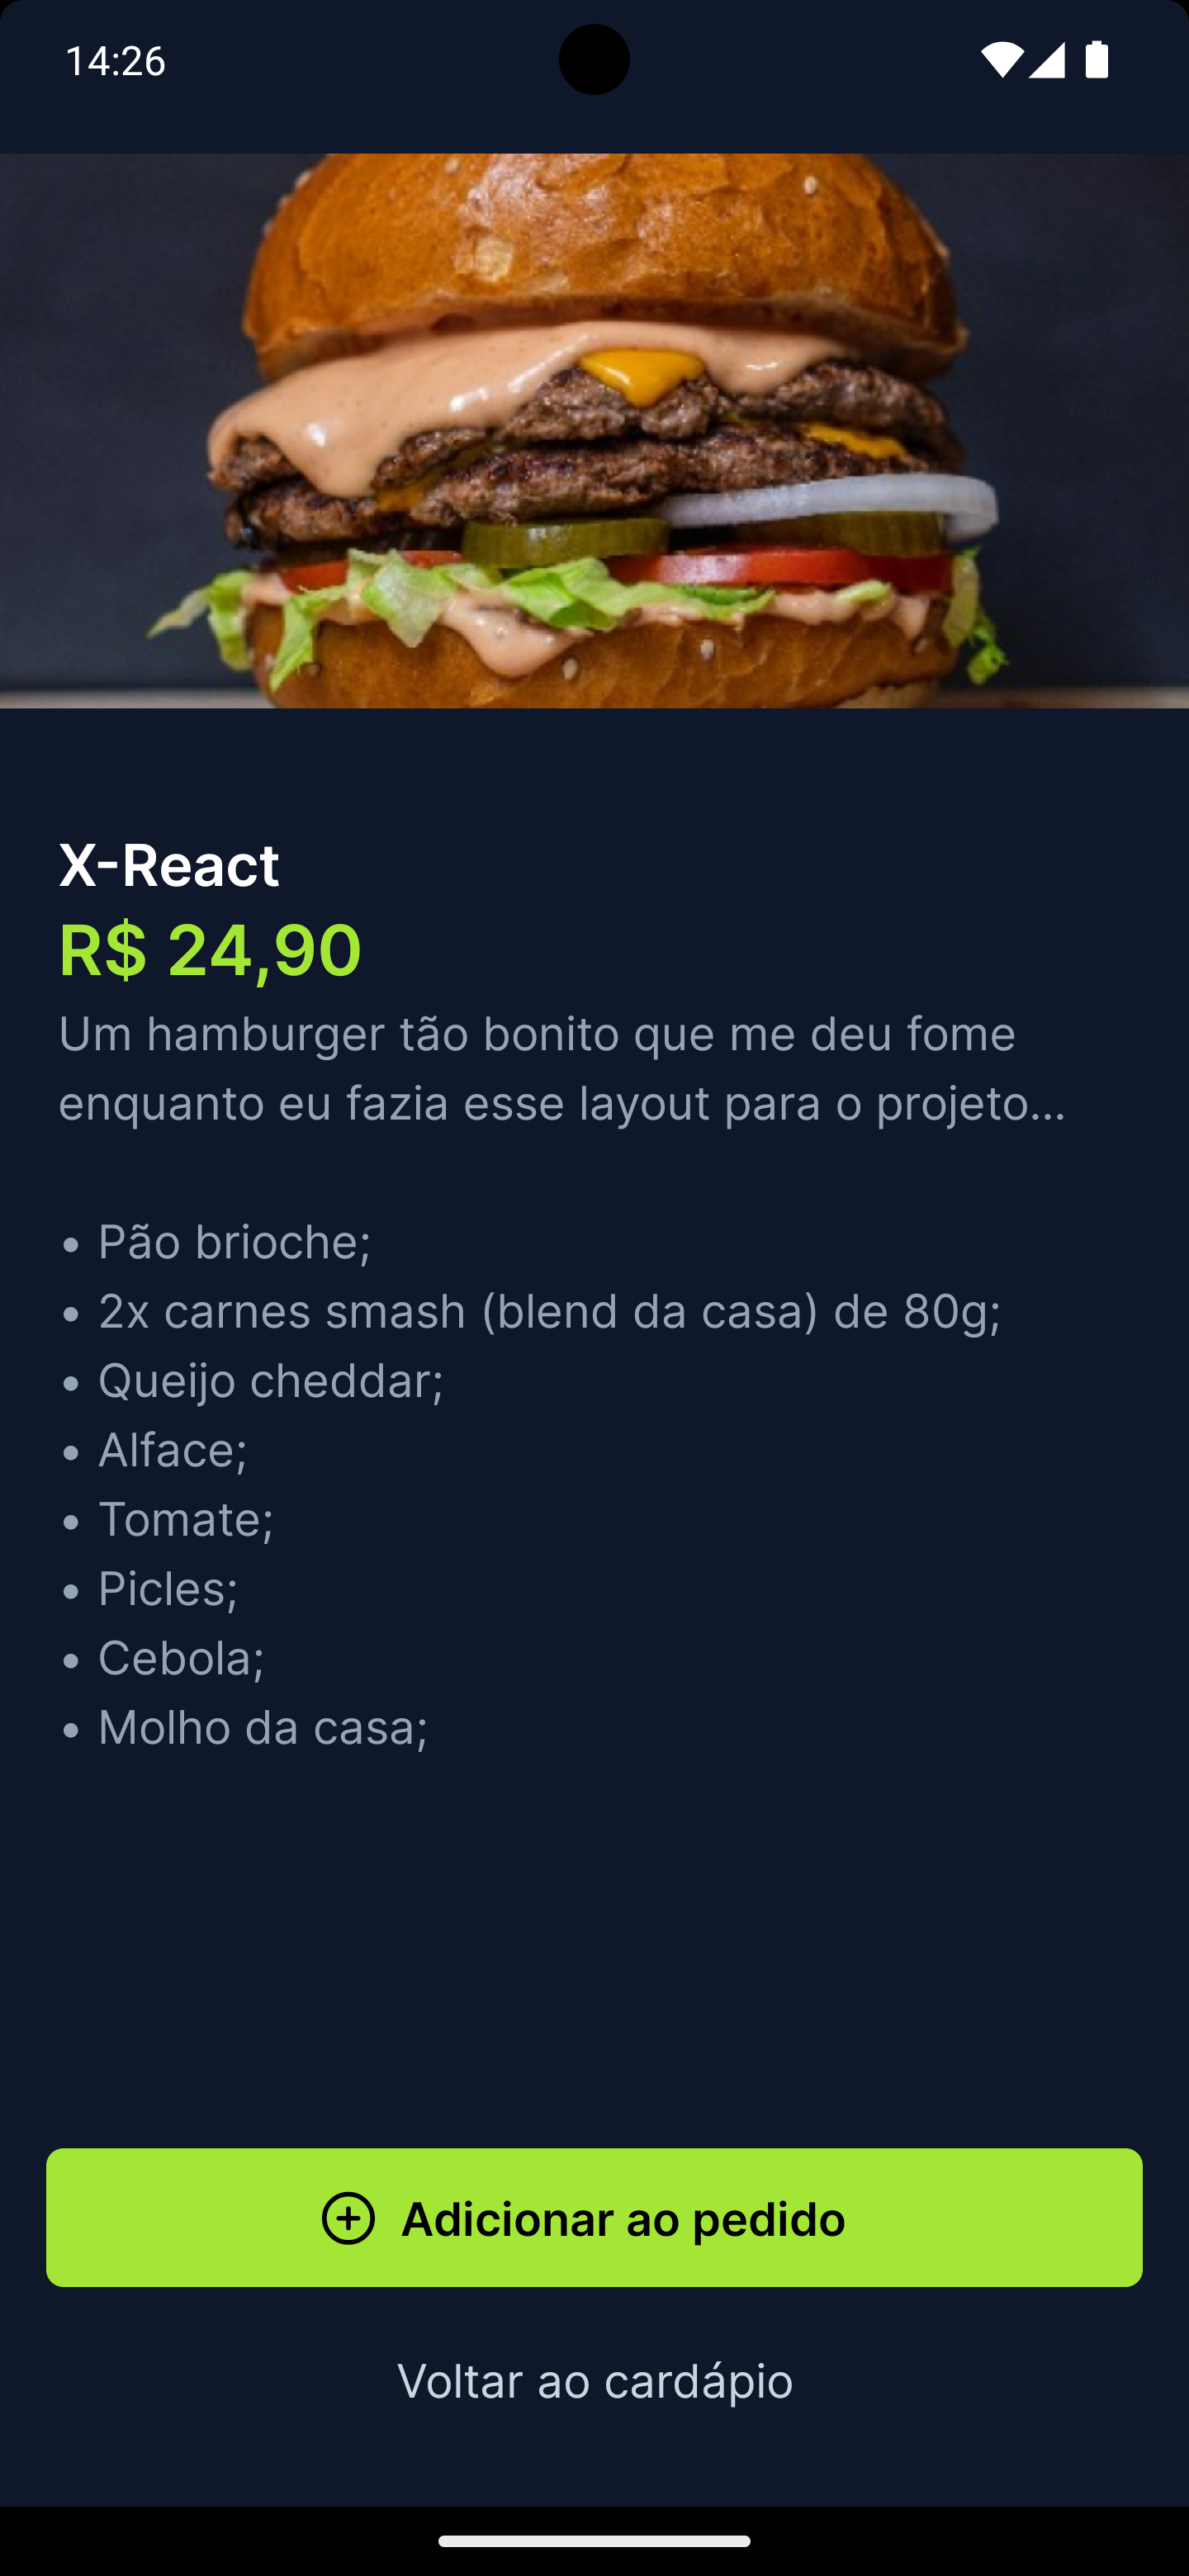 14:26
X-React
R$ 24,90
Um hamburger tão bonito que me deu fome
enquanto eu fazia esse layout para o projeto...
• Pão brioche;
• 2x carnes smash (blend da casa) de 80g;
• Queijo cheddar;
• Alface;
• Tomate;
• Picles;
• Cebola;
• Molho da casa;
Adicionar ao pedido
Voltar ao cardápio